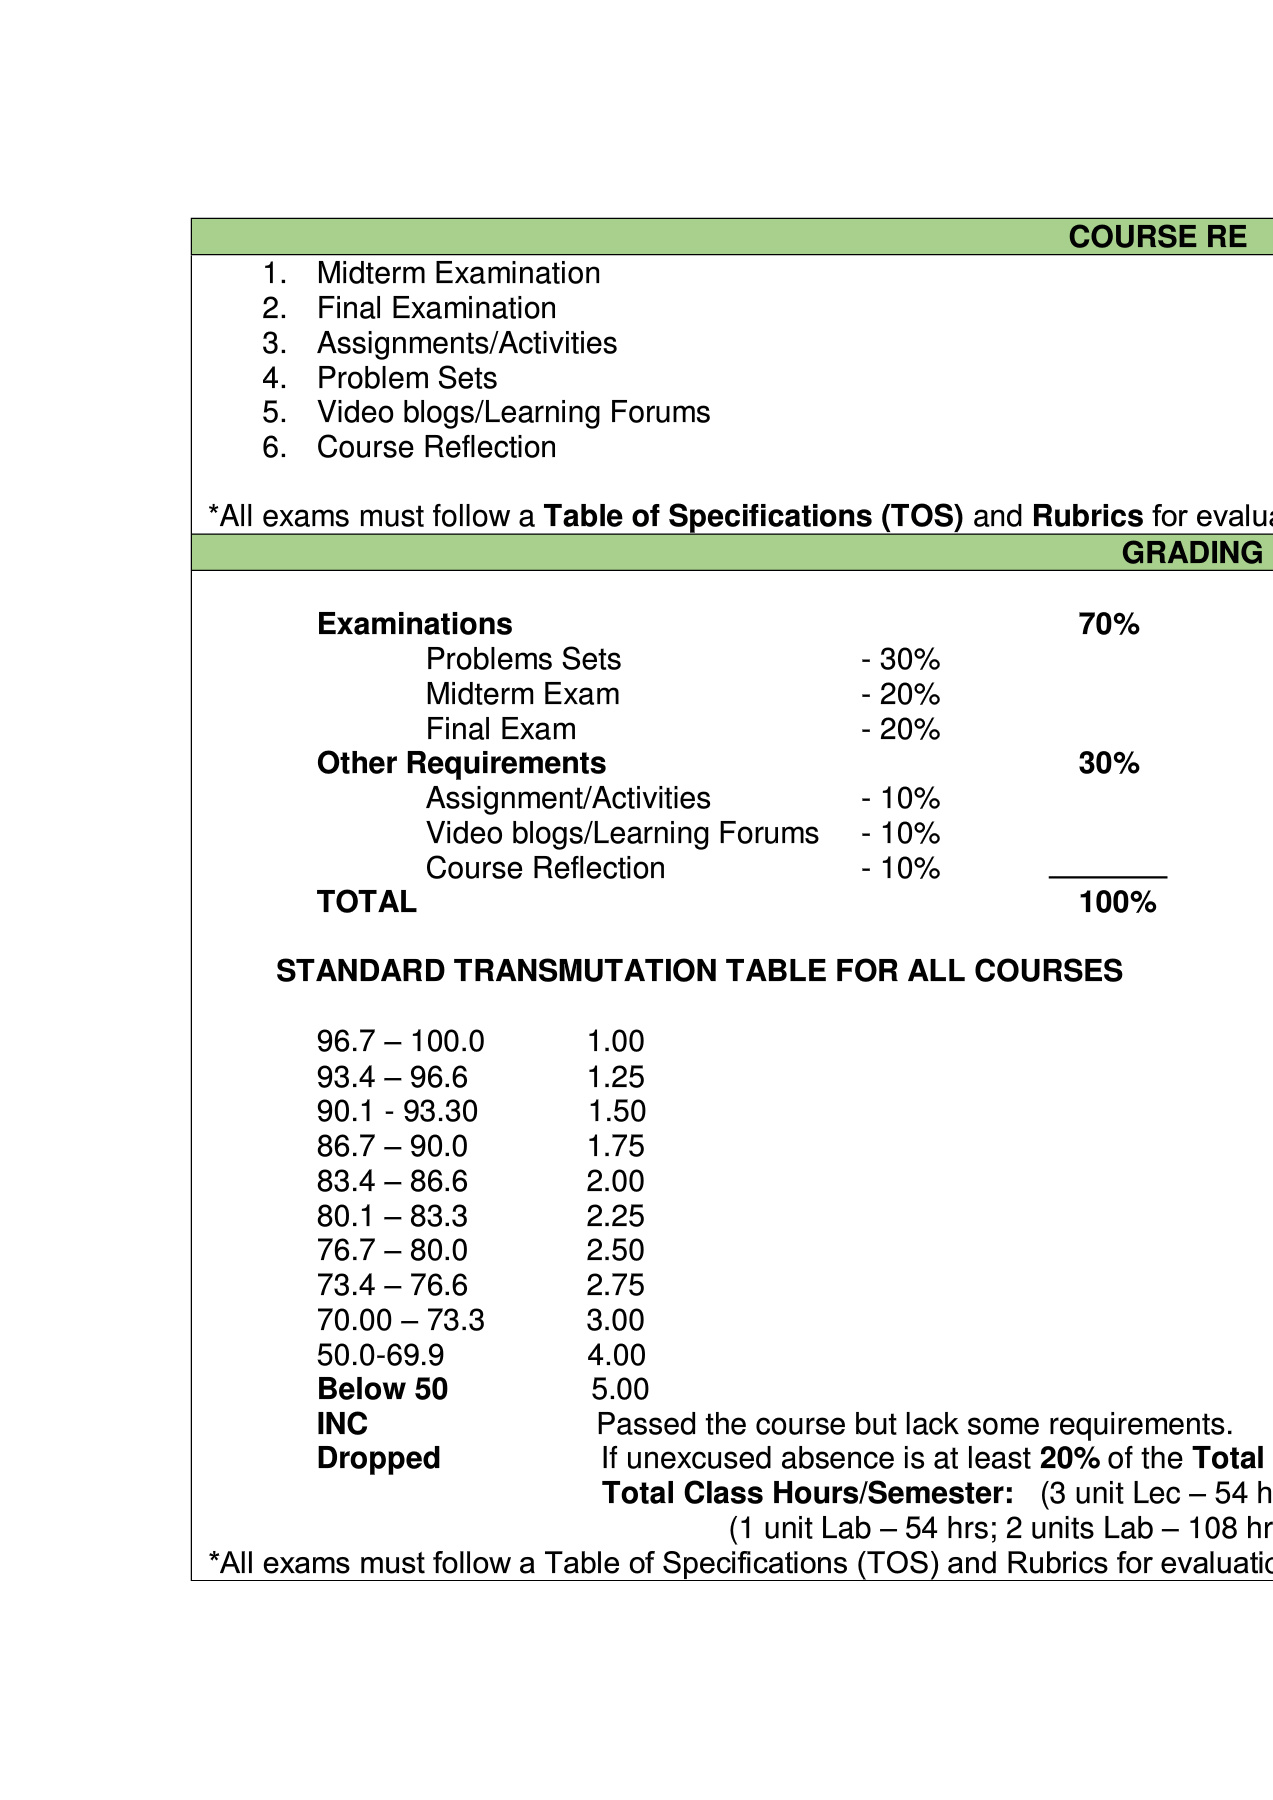 COURSE RE
1. Midterm Examination
2. Final Examination
3. Assignments/Activities
4. Problem Sets
5. Video blogs/Learning Forums
6. Course Reflection
*All exams must follow a Table of Specifications (TOS) and Rubrics for
GRADING
Examinations 70%
Problems Sets - 30%
Midterm Exam - 20%
Final Exam - 20%
Other Requirements 30%
Assignment/Activities - 10%
Video blogs/Learning Forums - 10%
Course Reflection - 10%
TOTAL 100%
STANDARD TRANSMUTATION TABLE FOR ALL COURSES
96.7 – 100.0 1.00
93.4 – 96.6 1.25
90.1 - 93.30 1.50
86.7 – 90.0 1.75
83.4 – 86.6 2.00
80.1 – 83.3 2.25
76.7 – 80.0 2.50
73.4 – 76.6 2.75
70.00 – 73.3 3.00
50.0-69.9 4.00
Below 50 5.00
INC Passed the course but lack some requirements.
Dropped If unexcused absence is at least 20% of the Total
Total Class Hours/Semester: (3 unit Lec – 54 h
(1 unit Lab – 54 hrs; 2 units Lab – 108 hr
*All exams must follow a Table of Specifications (TOS) and Rubrics for